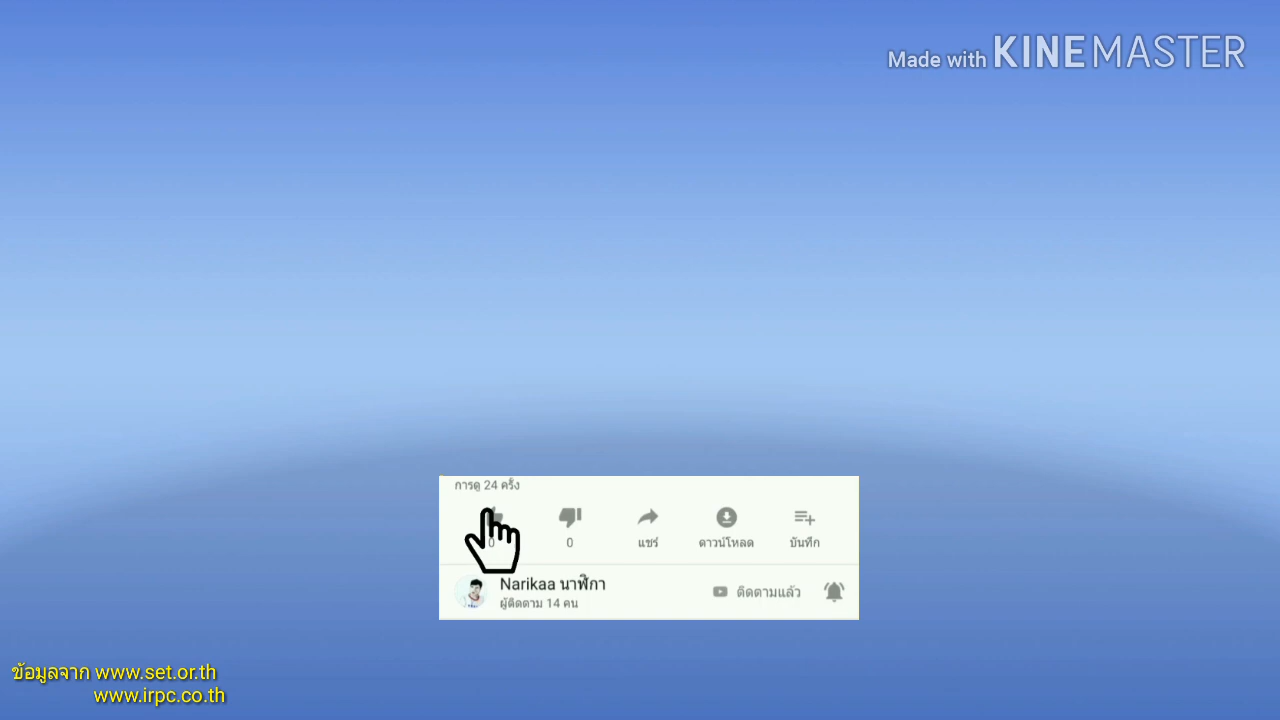 Made with KINEMASTER
การดู 24 ครั้ง
0
0
แชร์
ดาวน์โหลด
บันทึก
Narikaa นาฬิกา
ผู้ติดตาม 14 คน
ติดตามแล้ว
ข้อมูลจาก www.set.or.th
www.irpc.co.th